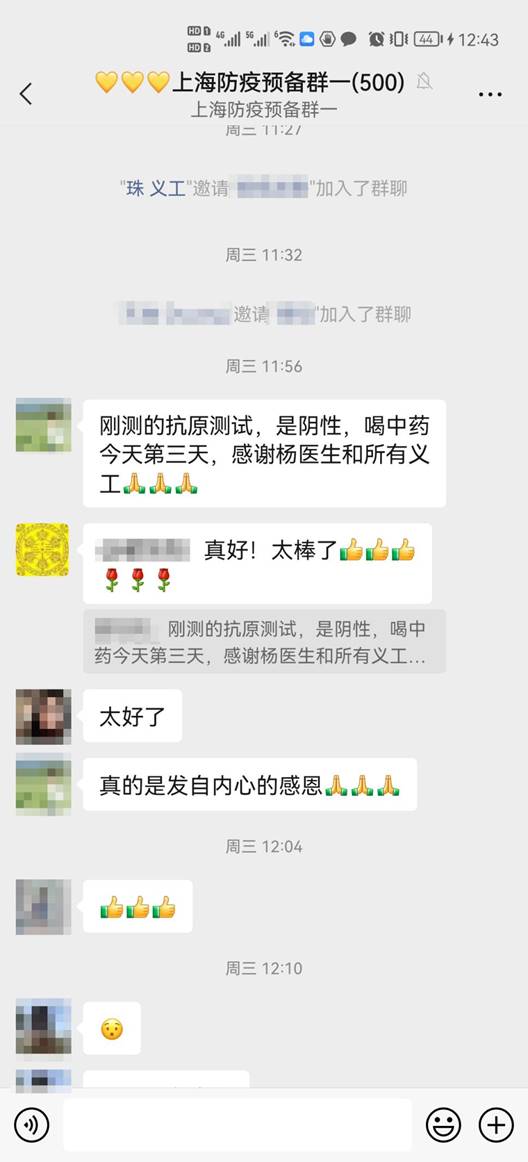 HD 1 4G 5G 6 44 12:43
HD 2
💛💛💛上海防疫预备群一(500)
上海防疫预备群一
周三 11:27
"珠 义工"邀请"加入了群聊
周三 11:32
邀请"加入了群聊
周三 11:56
刚测的抗原测试，是阴性，喝中药
今天第三天，感谢杨医生和所有义
工🙏🙏🙏
真好！太棒了👍👍👍
🌹🌹🌹
刚测的抗原测试，是阴性，喝中
药今天第三天，感谢杨医生和所有义工...
太好了
真的是发自内心的感恩🙏🙏🙏
周三 12:04
👍👍👍
周三 12:10
😯